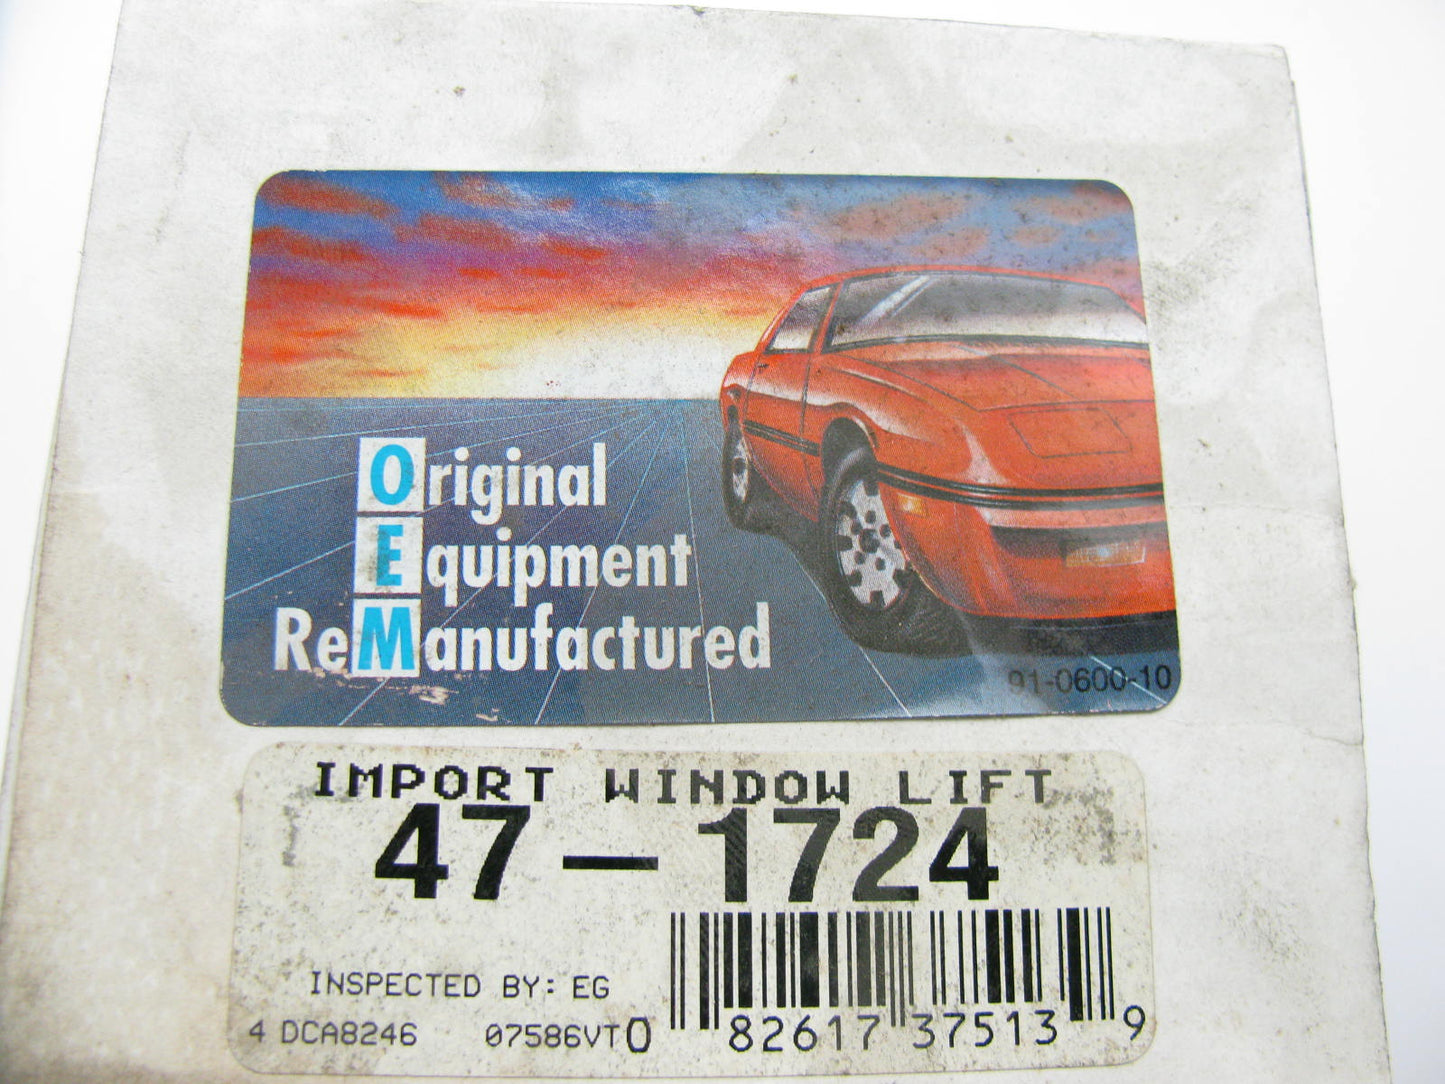 Original
Equipment
ReManufactured
91-0600-10
IMPORT WINDOW LIFT
47-1724
INSPECTED BY: EG
4 DCA8246 07586VT
0 82617 37513 9